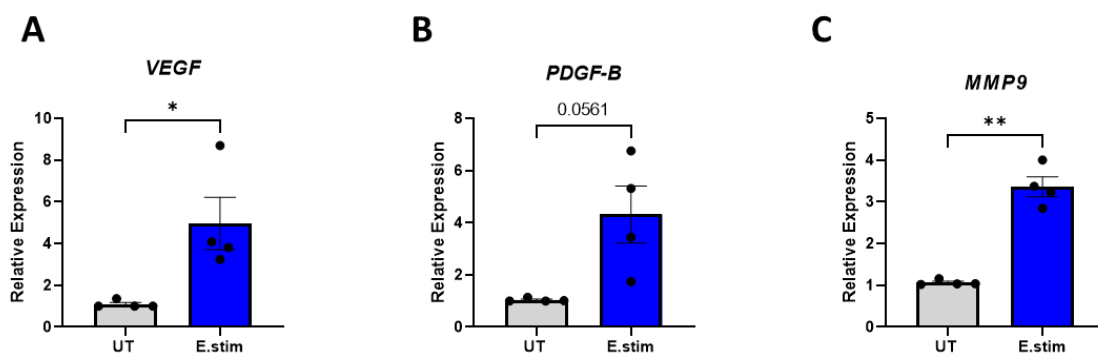 A
VEGF
*
Relative Expression
10
8
6
4
2
0
UT E.stim
B
PDGF-B
0.0561
Relative Expression
8
6
4
2
0
UT E.stim
C
MMP9
**
Relative Expression
5
4
3
2
1
0
UT E.stim